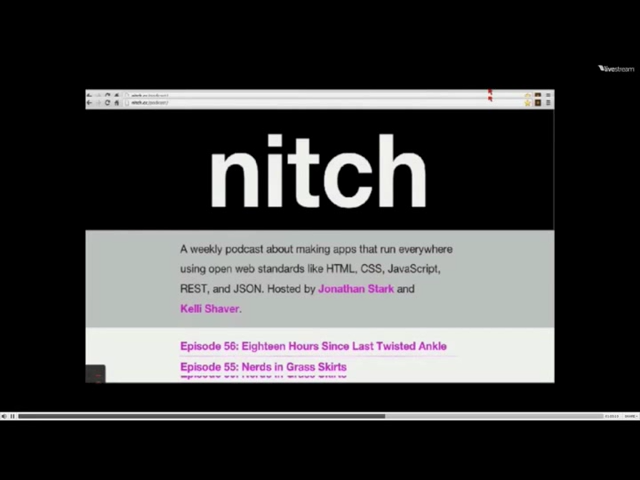 livestream
nitch
A weekly podcast about making apps that run everywhere
using open web standards like HTML, CSS, JavaScript,
REST, and JSON. Hosted by Jonathan Stark and
Kelli Shaver.
Episode 56: Eighteen Hours Since Last Twisted Ankle
Episode 55: Nerds in Grass Skirts